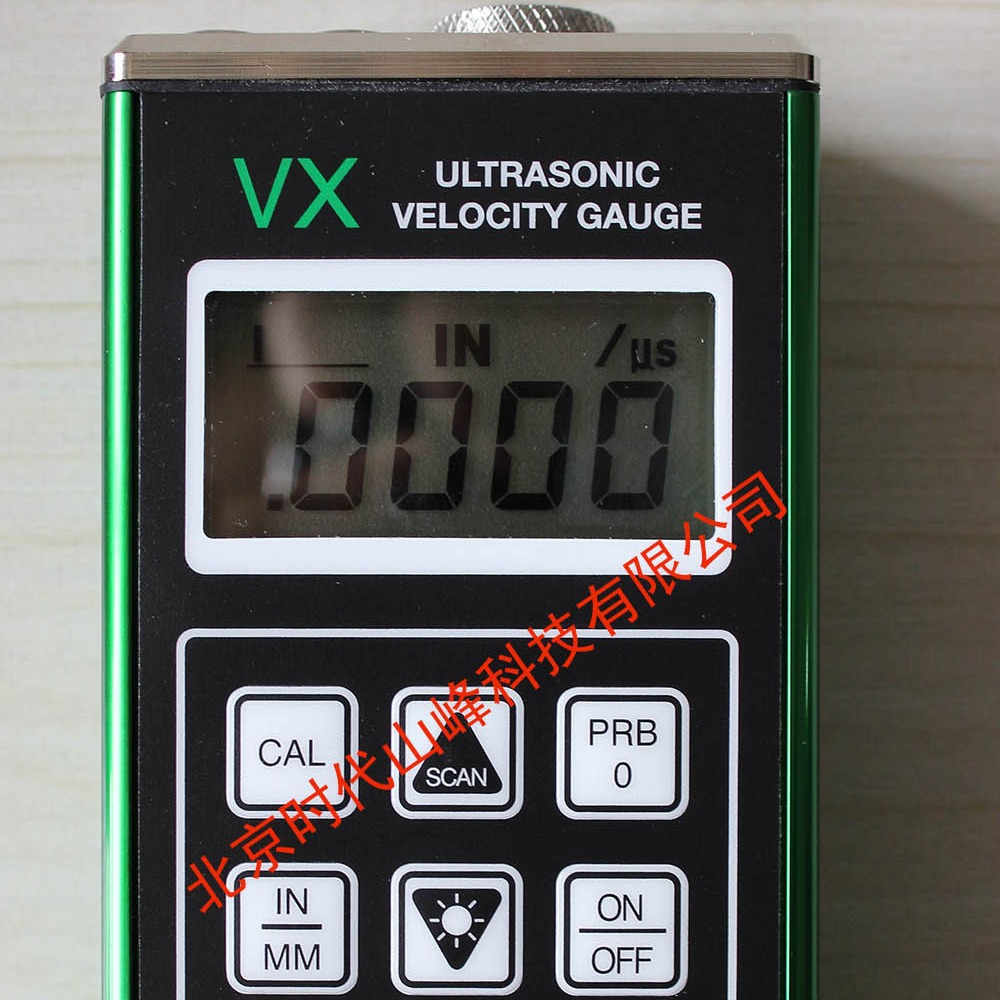 VX
ULTRASONIC
VELOCITY GAUGE
IN /µs
.0000
CAL
SCAN
PRB
0
IN
MM
ON
OFF
北京时代山峰科技有限公司